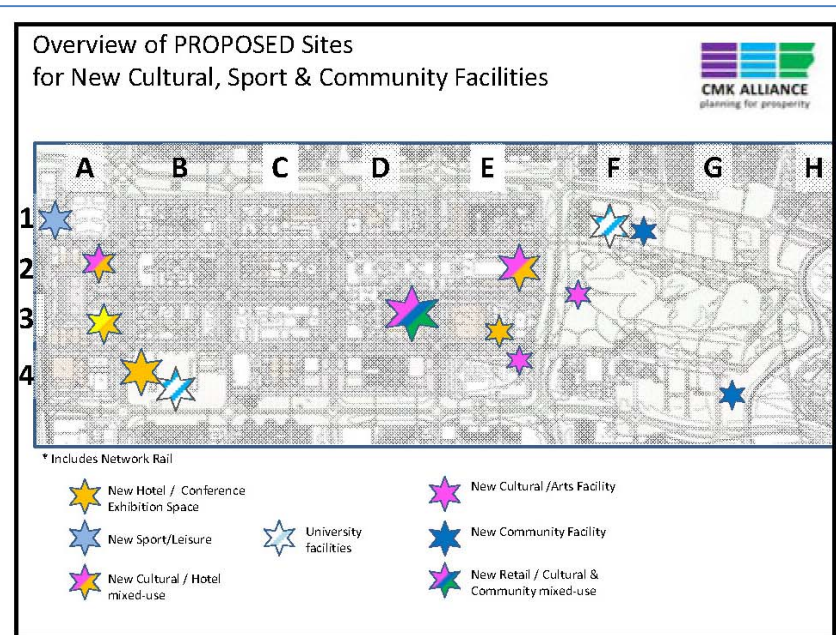 Overview of PROPOSED Sites
for New Cultural, Sport & Community Facilities
CMK ALLIANCE
planning for prosperity
A B C D E F G H
1
2
3
4
* Includes Network Rail
New Hotel / Conference
Exhibition Space
New Sport/Leisure
New Cultural / Hotel
mixed-use
University
facilities
New Cultural /Arts Facility
New Community Facility
New Retail / Cultural &
Community mixed-use